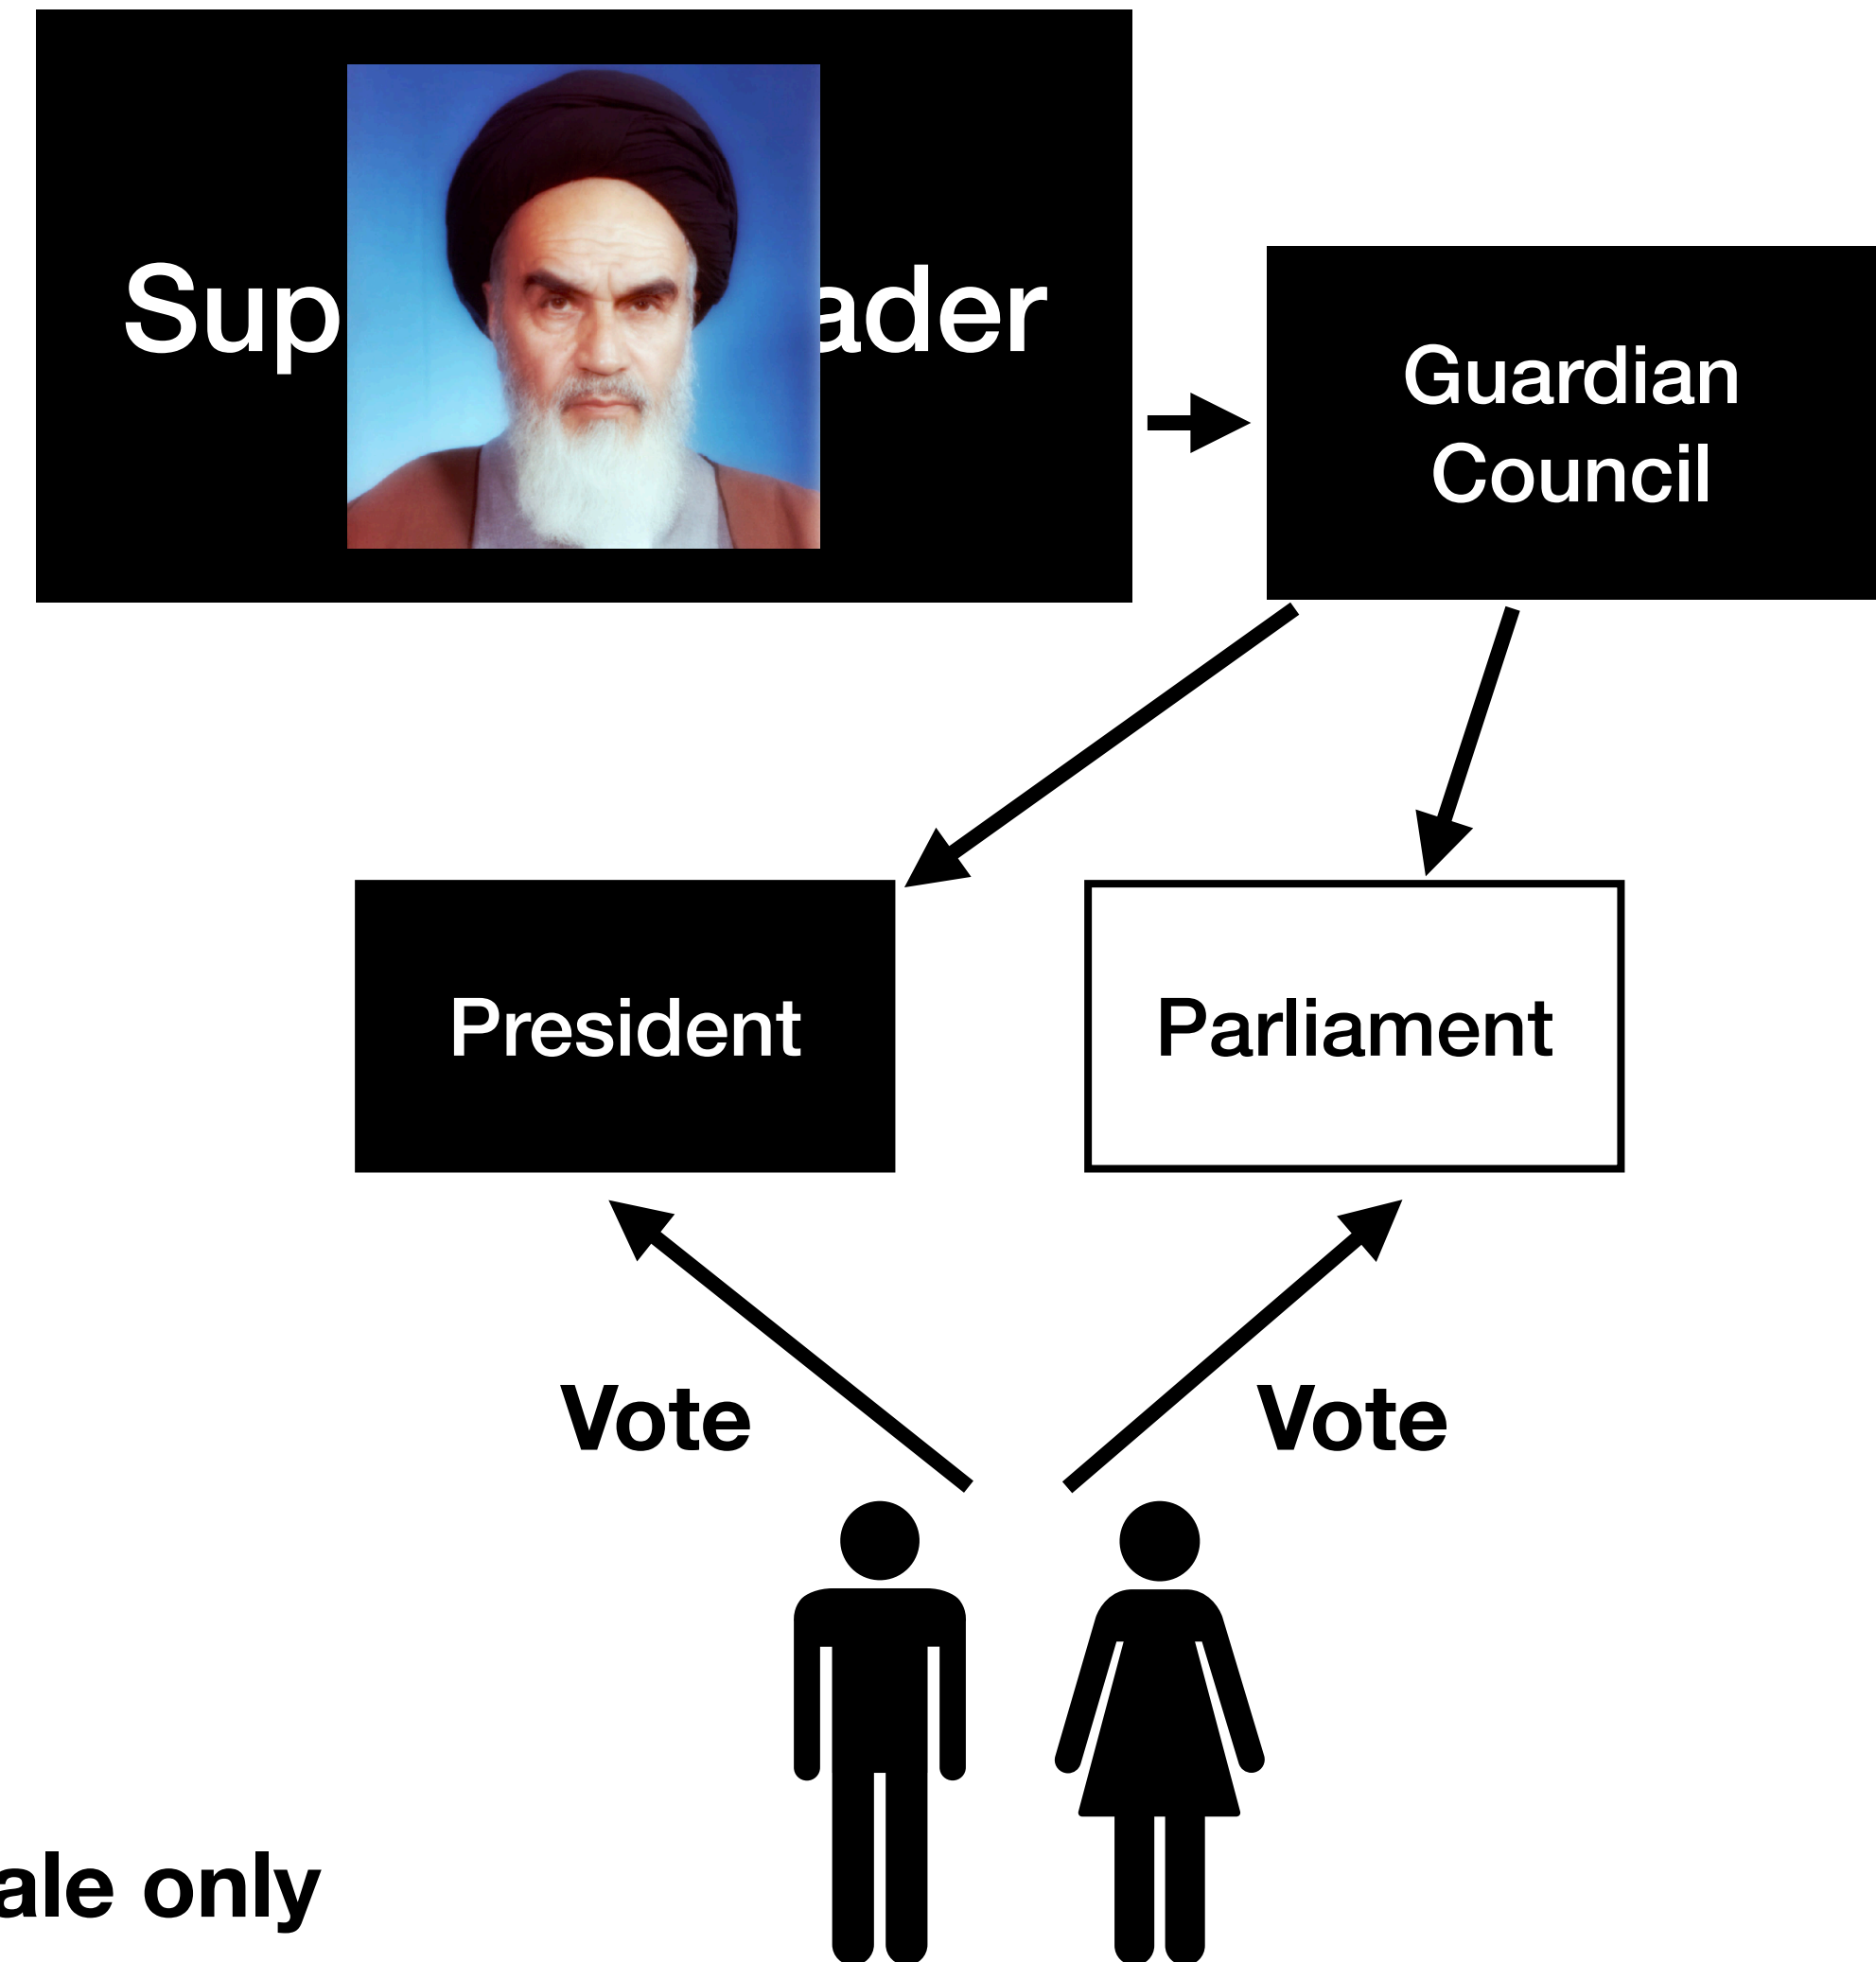 Sup ader
Guardian
Council
President
Parliament
Vote
Vote
ale only